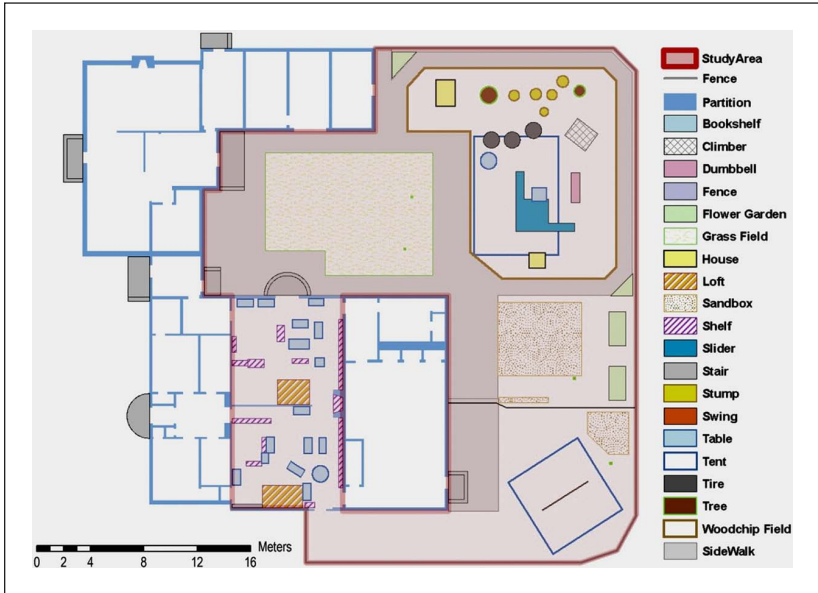 StudyArea
Fence
Partition
Bookshelf
Climber
Dumbbell
Fence
Flower Garden
Grass Field
House
Loft
Sandbox
Shelf
Slider
Stair
Stump
Swing
Table
Tent
Tire
Tree
Woodchip Field
SideWalk
Meters
0 2 4 8 12 16